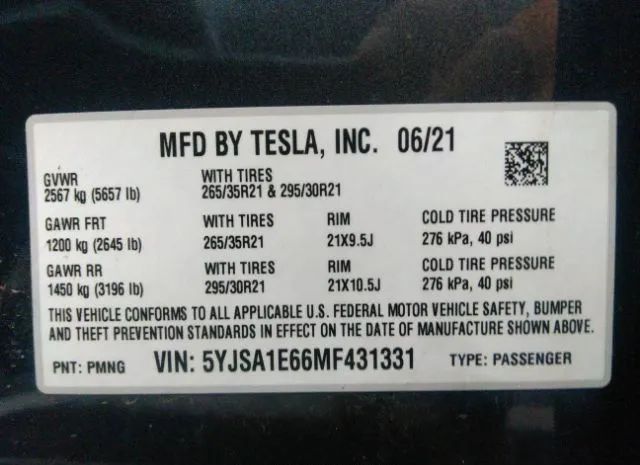 MFD BY TESLA, INC. 06/21
GVWR WITH TIRES
2567 kg (5657 lb) 265/35R21 & 295/30R21
GAWR FRT WITH TIRES RIM COLD TIRE PRESSURE
1200 kg (2645 lb) 265/35R21 21X9.5J 276 kPa, 40 psi
GAWR RR WITH TIRES RIM COLD TIRE PRESSURE
1450 kg (3196 lb) 295/30R21 21X10.5J 276 kPa, 40 psi
THIS VEHICLE CONFORMS TO ALL APPLICABLE U.S. FEDERAL MOTOR VEHICLE SAFETY, BUMPER
AND THEFT PREVENTION STANDARDS IN EFFECT ON THE DATE OF MANUFACTURE SHOWN ABOVE.
PNT: PMNG VIN: 5YJSA1E66MF431331 TYPE: PASSENGER